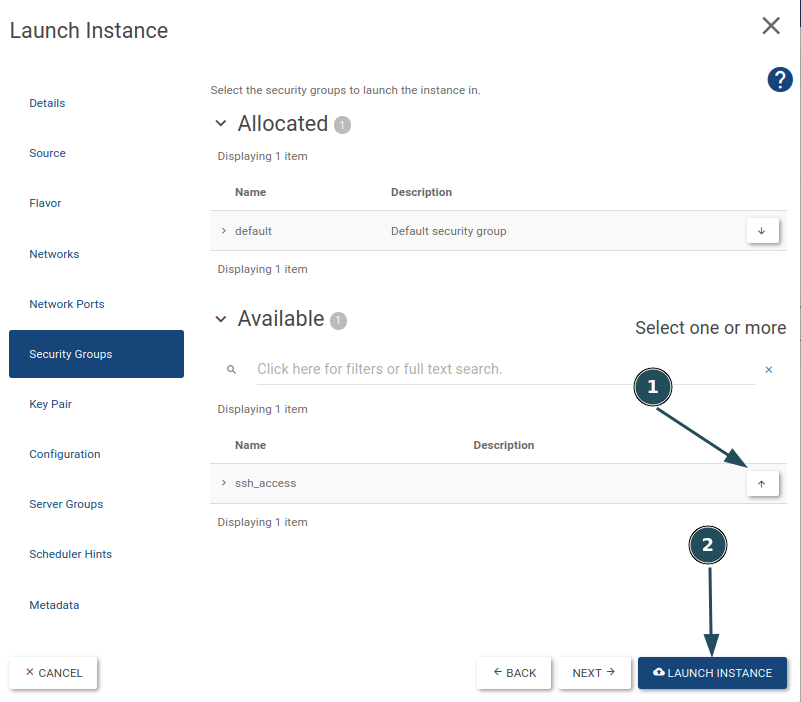 Launch Instance
?
Details
Source
Flavor
Networks
Network Ports
Security Groups
Key Pair
Configuration
Server Groups
Scheduler Hints
Metadata
Select the security groups to launch the instance in.
Allocated 1
Displaying 1 item
Name Description
default Default security group
Displaying 1 item
Available 1
Select one or more
Click here for filters or full text search.
1
Displaying 1 item
Name Description
ssh_access
Displaying 1 item
2
CANCEL
BACK
NEXT
LAUNCH INSTANCE